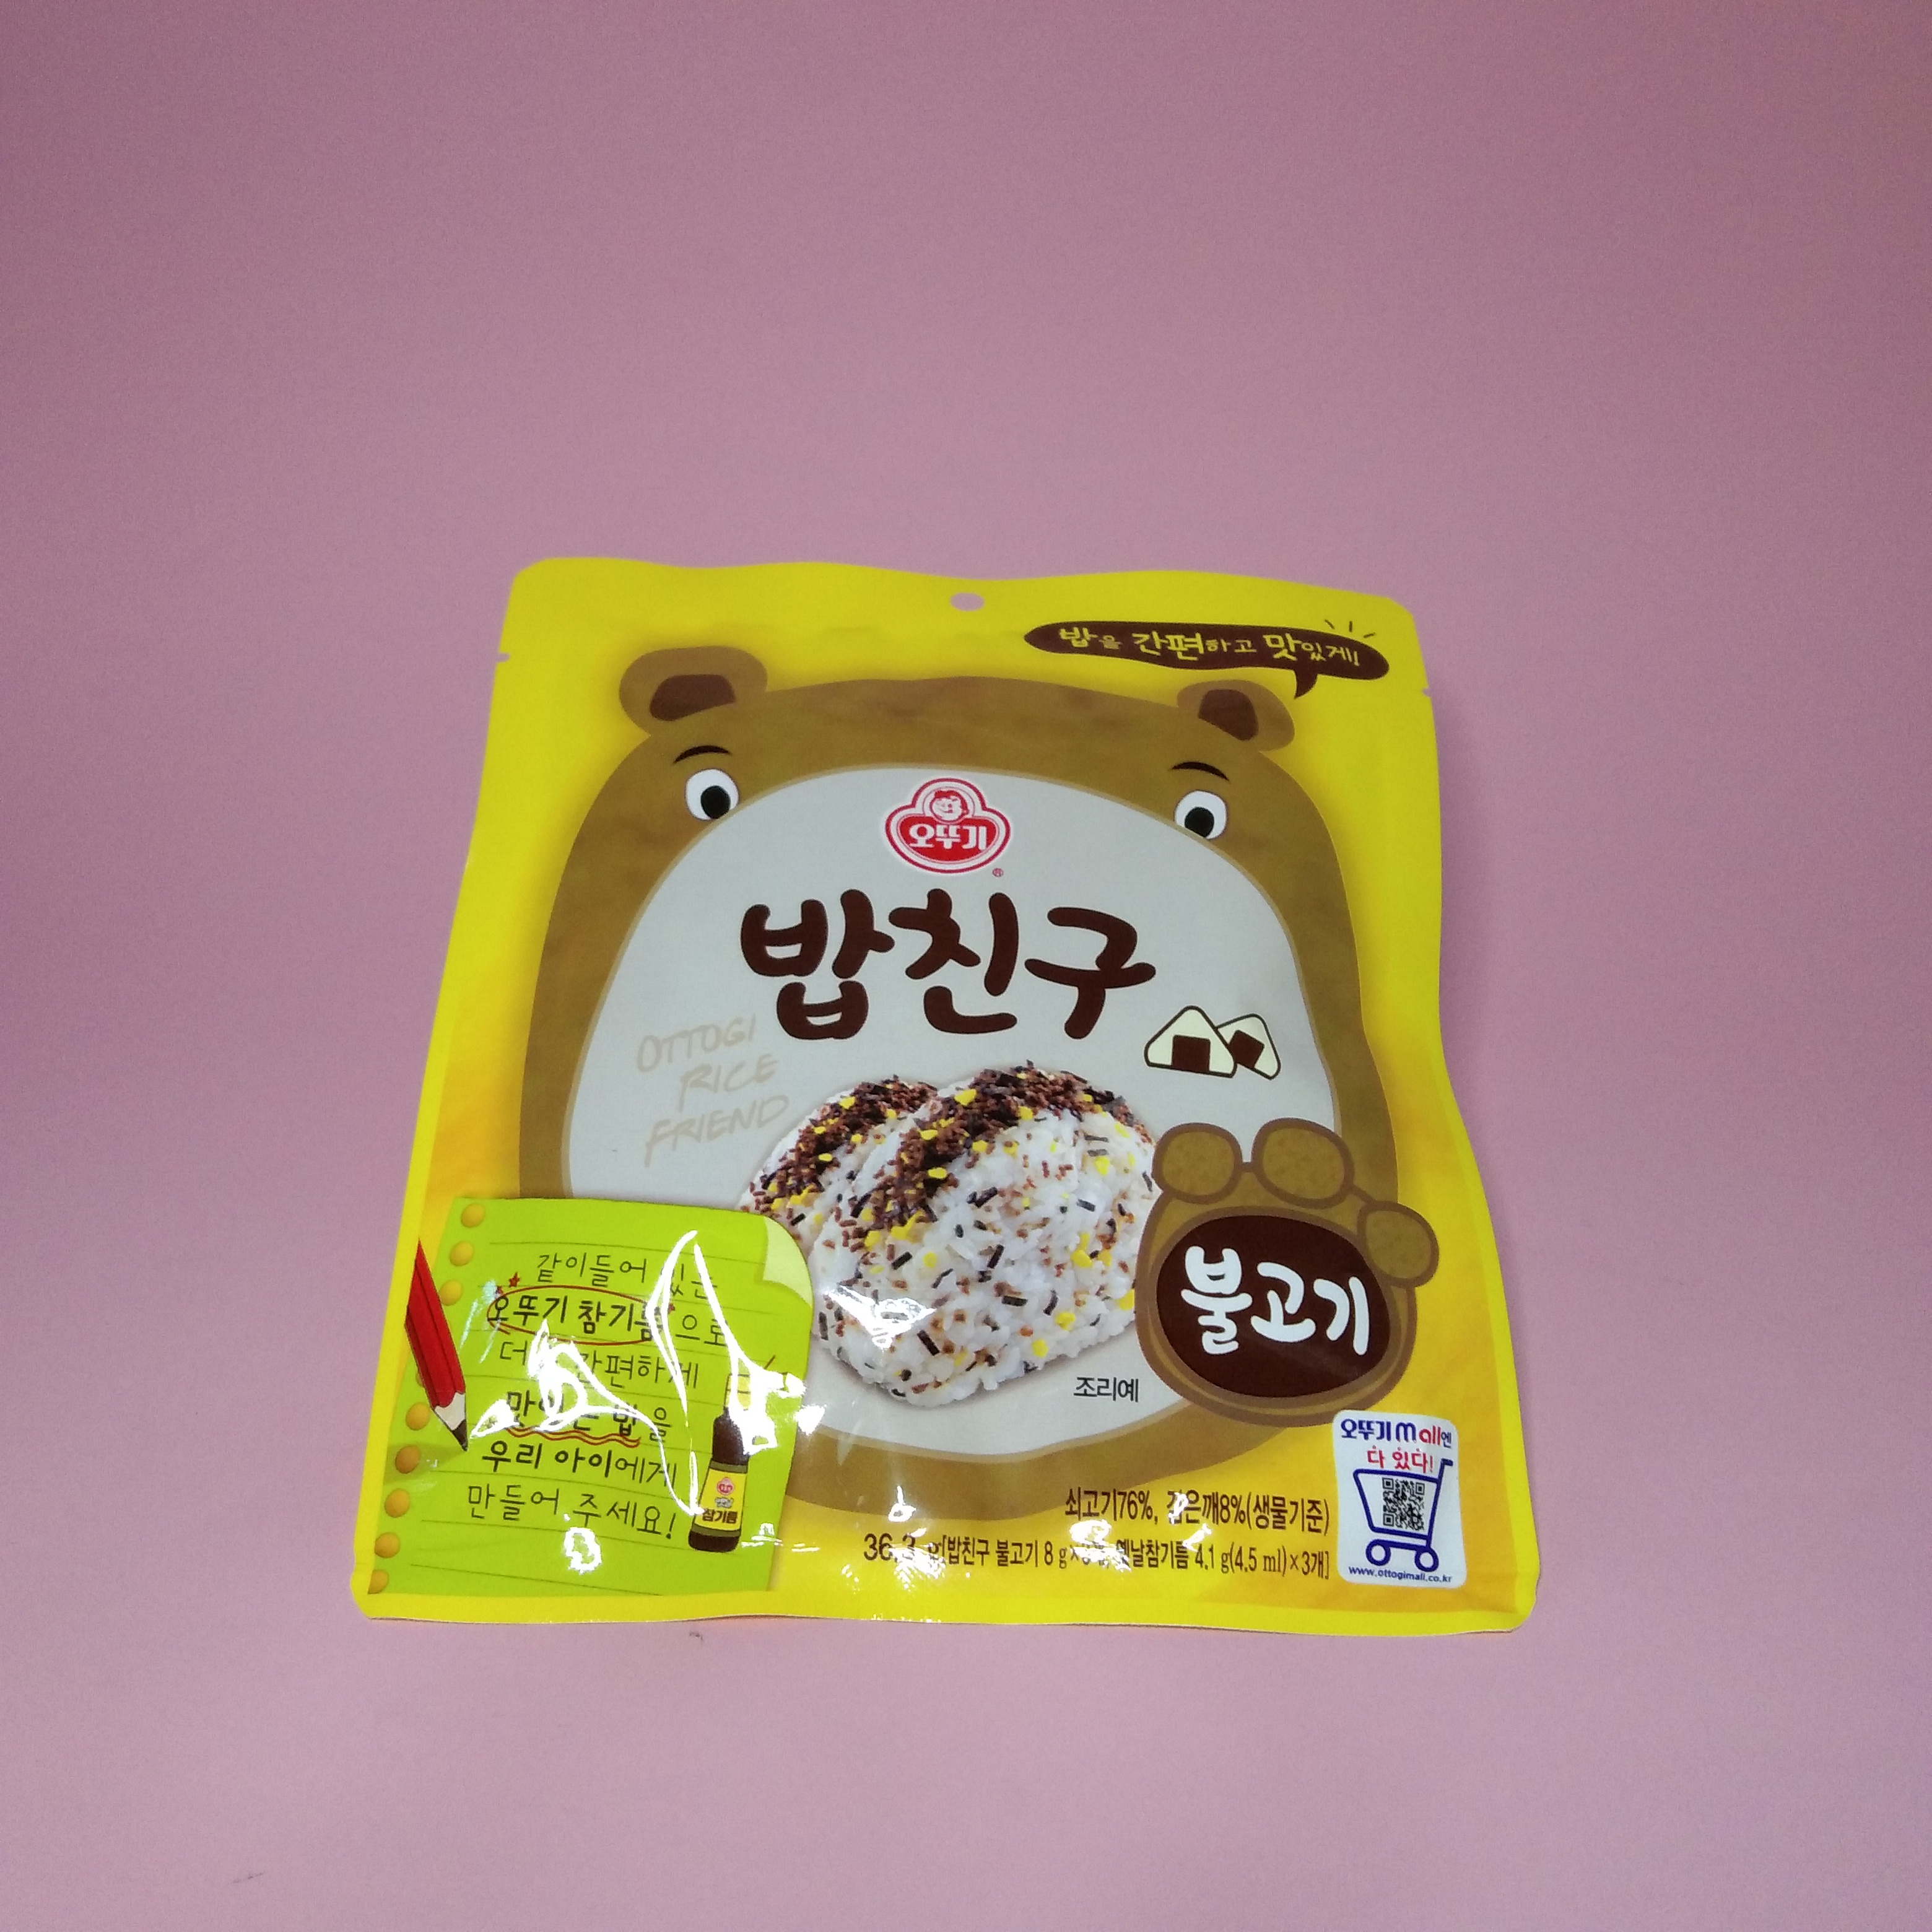 밥을 간편하고 맛있게!
오뚜기
®
밥친구
OTTOGI
RICE
FRIEND
불고기
조리예
같이들어 있는
오뚜기 참기름으로
더 간편하게
맛있는 밥을
우리 아이에게
만들어 주세요!
참기름
오뚜기 mall엔
다 있다!
www.ottogimall.co.kr
쇠고기76%, 검은깨8%(생물기준)
36.3 g[밥친구 불고기 8 g× 옛날참기름 4.1 g(4.5 ml)×3개]